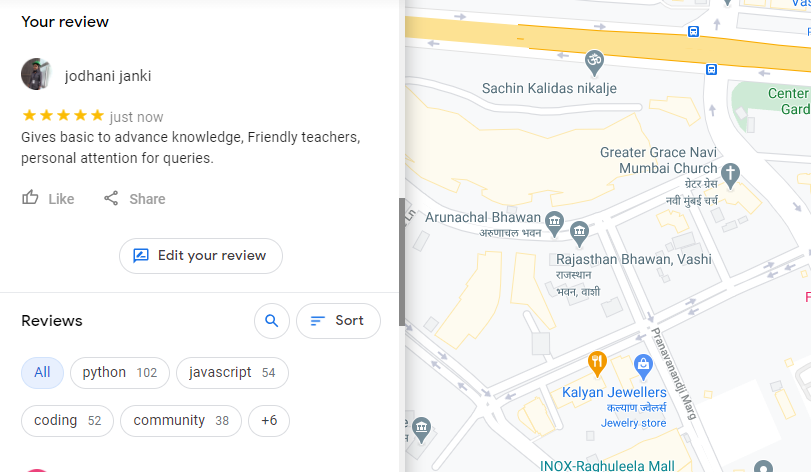 Your review
jodhani janki
just now
Gives basic to advance knowledge, Friendly teachers,
personal attention for queries.
Like
Share
Edit your review
Reviews
Sort
All
python 102
javascript 54
coding 52
community 38
+6
Sachin Kalidas nikalje
Center
Gard
Greater Grace Navi
Mumbai Church
ग्रेटर ग्रेस
नवी मुंबई चर्च
Ln
Arunachal Bhawan
अरुणाचल भवन
Rajasthan Bhawan, Vashi
राजस्थान
भवन, वाशी
Pranavanandji Marg
Kalyan Jewellers
कल्याण ज्वेलर्स
Jewelry store
INOX-Raghuleela Mall